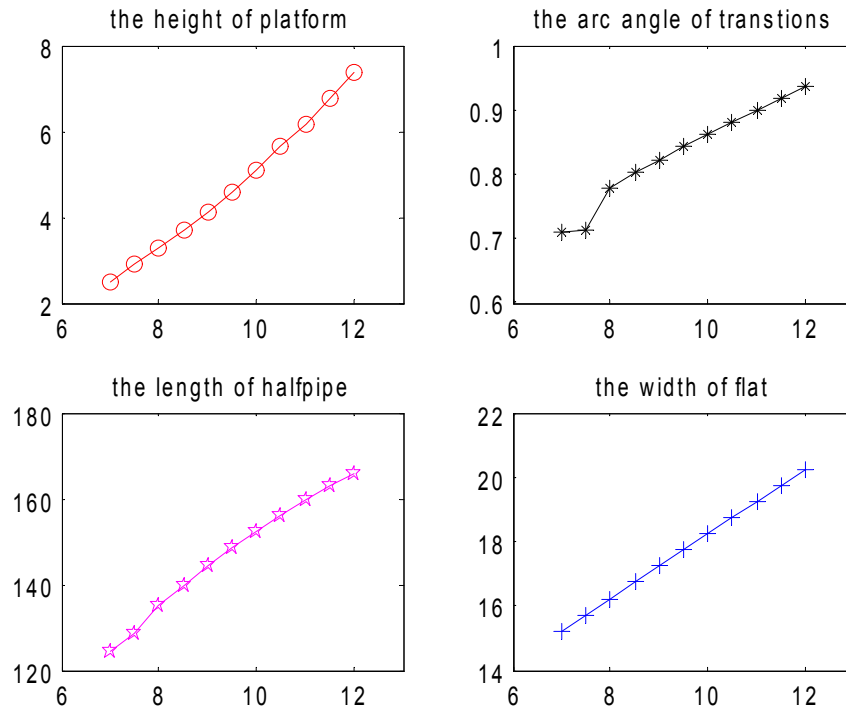 the height of platform
8
6
4
2
6 8 10 12
the arc angle of transtions
1
0.9
0.8
0.7
0.6
6 8 10 12
the length of halfpipe
180
160
140
120
6 8 10 12
the width of flat
22
20
18
16
14
6 8 10 12